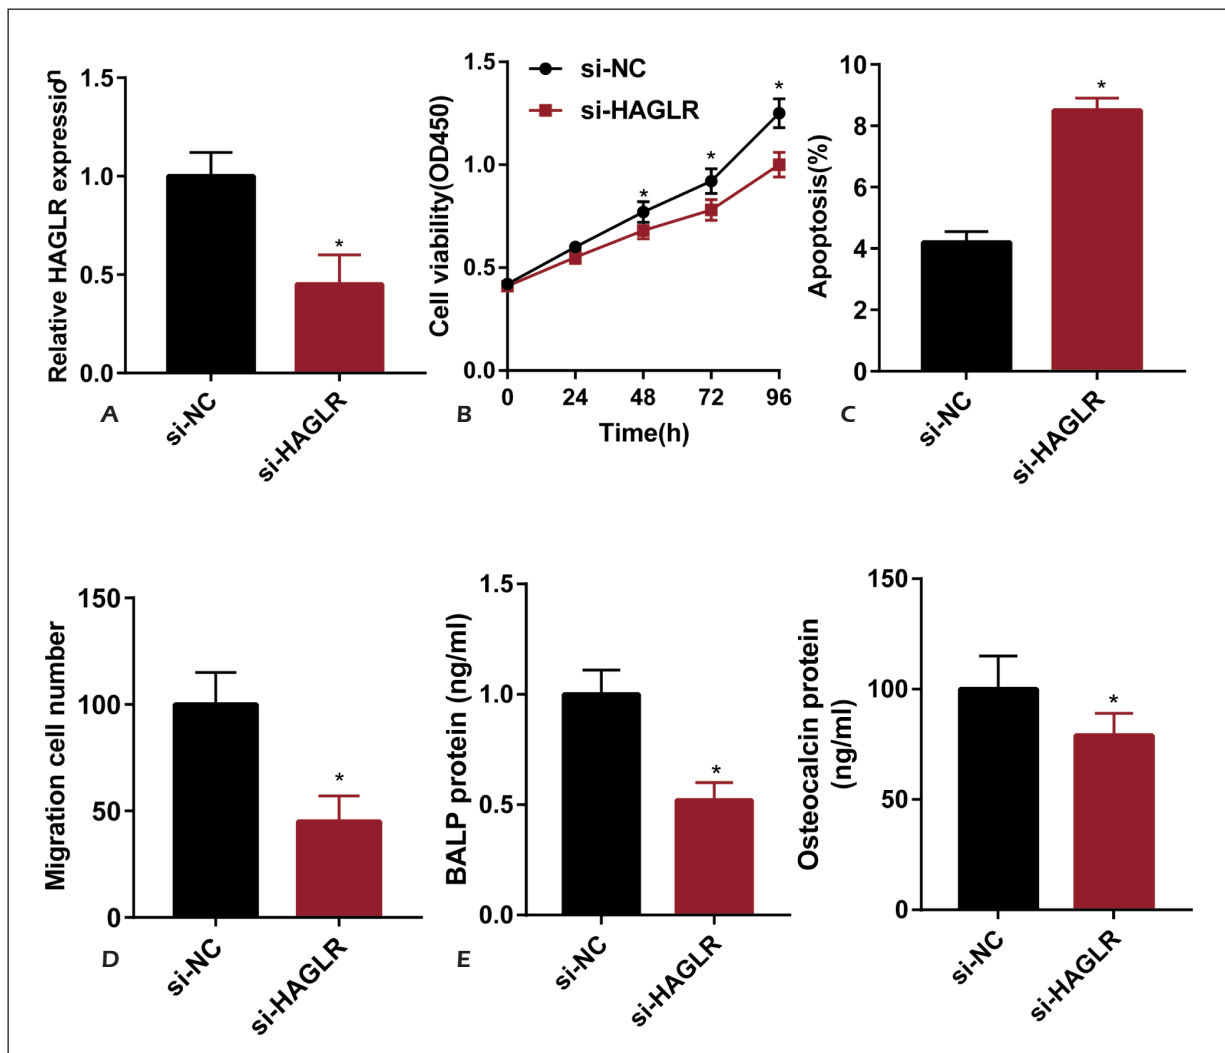 Relative HAGLR expression
1.5
1.0
0.5
0.0
*
si-NC
si-HAGLR
A
Cell viability(OD450)
1.5
1.0
0.5
0.0
si-NC
si-HAGLR
*
*
*
0 24 48 72 96
Time(h)
B
Apoptosis(%)
10
8
6
4
2
0
*
si-NC
si-HAGLR
C
Migration cell number
150
100
50
0
*
si-NC
si-HAGLR
D
BALP protein (ng/ml)
1.5
1.0
0.5
0.0
*
si-NC
si-HAGLR
E
Osteocalcin protein
(ng/ml)
150
100
50
0
*
si-NC
si-HAGLR